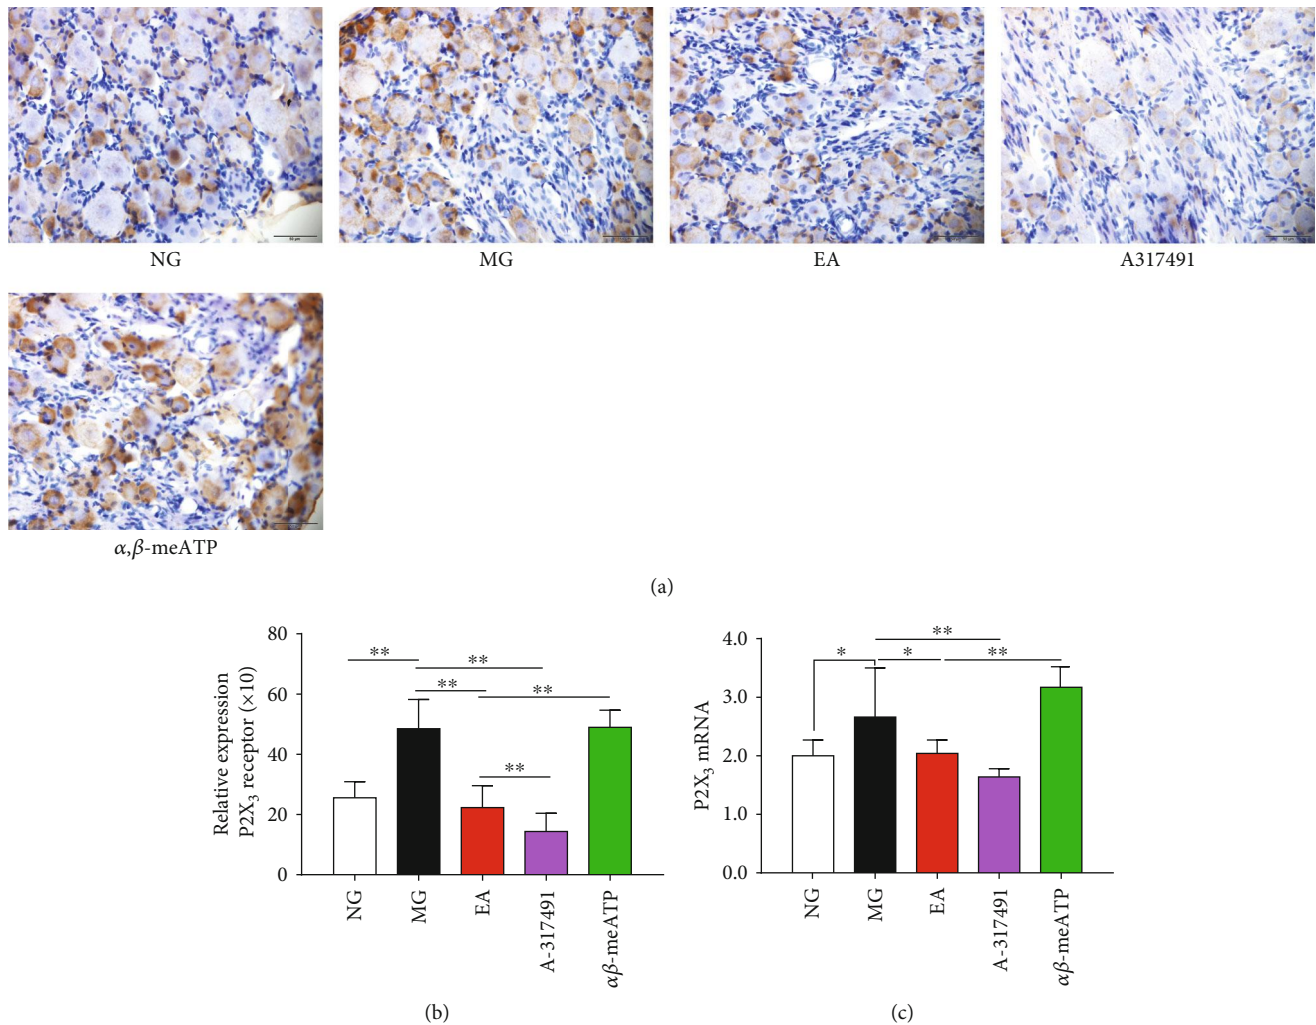 NG
MG
EA
A317491
α,β-meATP
(a)
Relative expression
P2X₃ receptor (×10)
80
60
40
20
0
**
**
**
**
**
NG
MG
EA
A-317491
αβ-meATP
(b)
P2X₃ mRNA
4.0
3.0
2.0
1.0
0.0
**
*
*
**
NG
MG
EA
A-317491
αβ-meATP
(c)